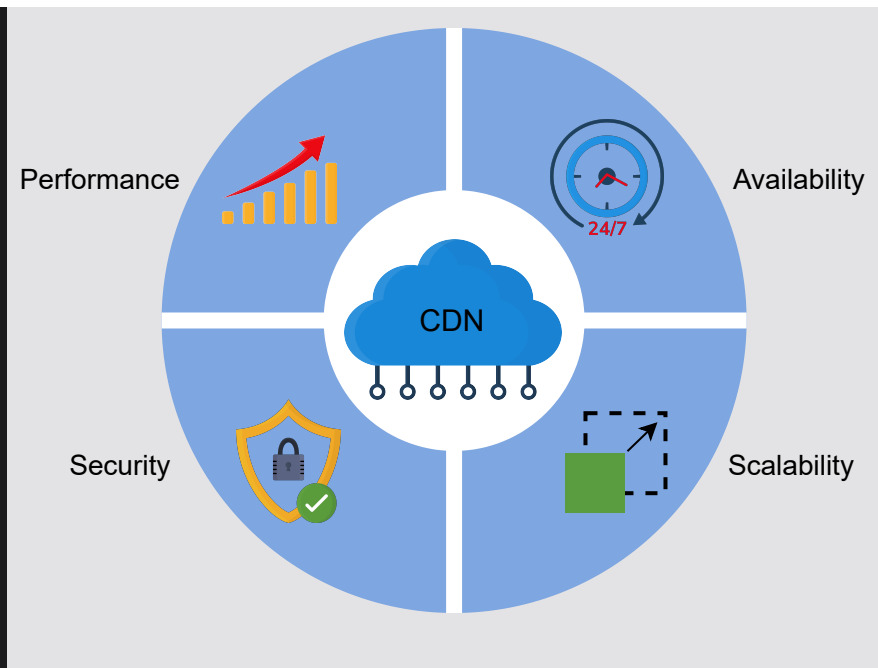 Performance
Availability
24/7
CDN
Security
Scalability